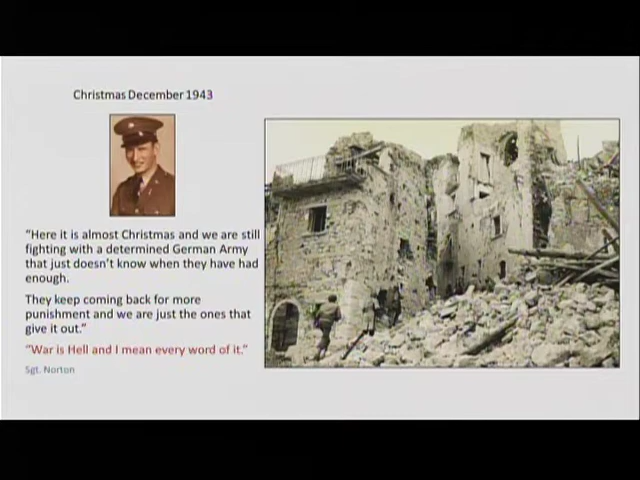 Christmas December 1943
“Here it is almost Christmas and we are still
fighting with a determined German Army
that just doesn’t know when they have had
enough.
They keep coming back for more
punishment and we are just the ones that
give it out.”
“War is Hell and I mean every word of it.”
Sgt. Norton